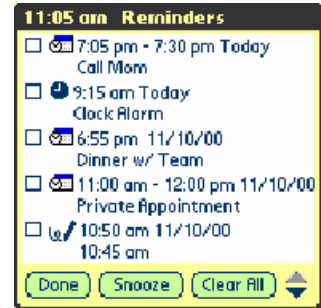 11:05 am Reminders
7:05 pm - 7:30 pm Today
Call Mom
9:15 am Today
Clock Alarm
6:55 pm 11/10/00
Dinner w/ Team
11:00 am - 12:00 pm 11/10/00
Private Appointment
10:50 am 11/10/00
10:45 am
Done Snooze Clear All